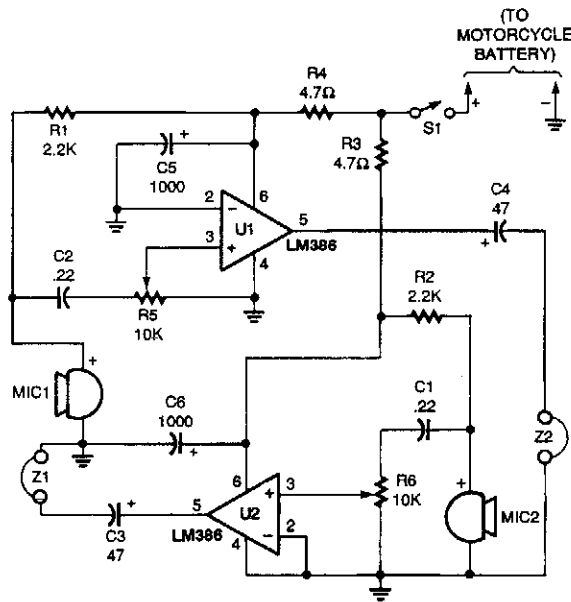 (TO
MOTORCYCLE
BATTERY)
R4
4.7Ω
+
−
S1
R1
2.2K
R3
4.7Ω
+
C5
1000
2
−
6
U1
5
3
+
LM386
4
C4
47
+
C2
.22
R5
10K
R2
2.2K
+
MIC1
C6
1000
+
C1
.22
Z2
Z1
6
3
+
R6
10K
+
5
U2
2
−
MIC2
+
LM386
4
C3
47